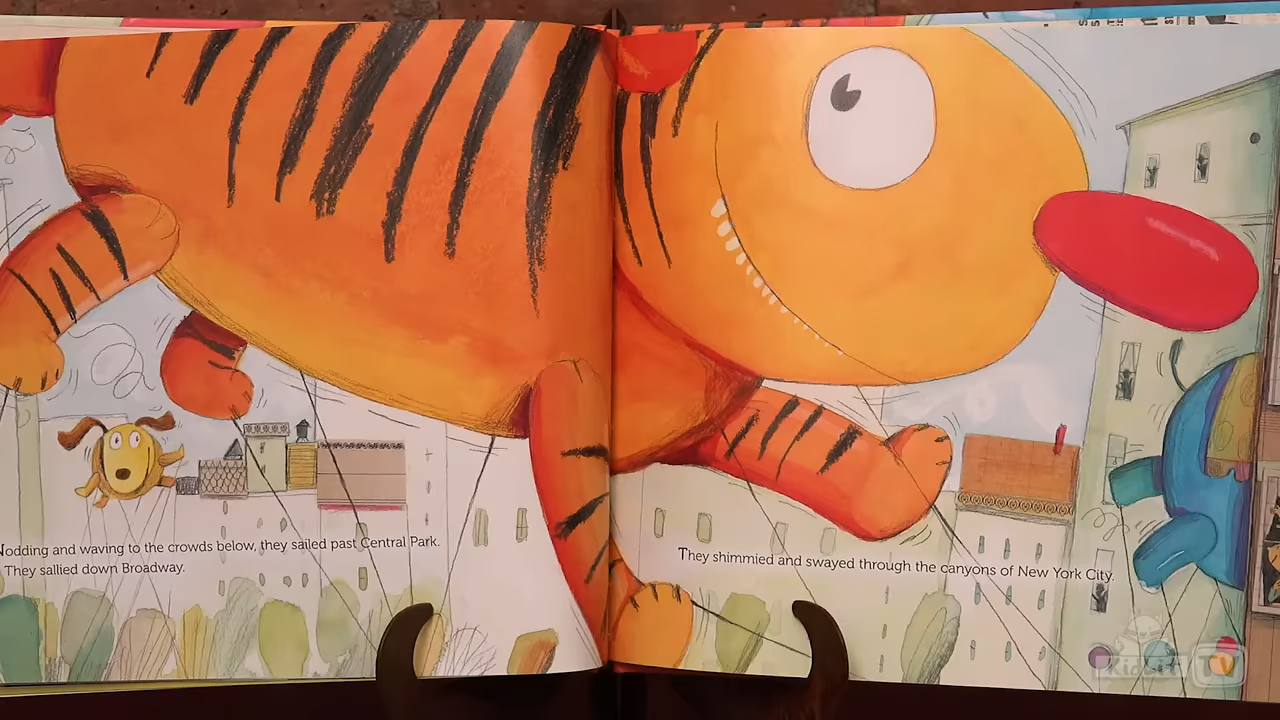 Nodding and waving to the crowds below, they sailed past Central Park.
They sallied down Broadway.
They shimmied and swayed through the canyons of New York City.
TV